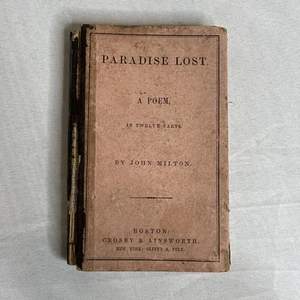 PARADISE LOST.
A POEM,
IN TWELVE PARTS.
BY JOHN MILTON.
BOSTON:
CROSBY & AINSWORTH.
NEW YORK: OLIVER S. FELT.